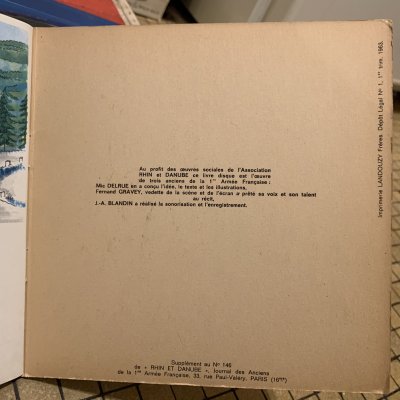 Au profit des œuvres sociales de l'Association
RHIN et DANUBE ce livre disque est l'œuvre
de trois anciens de la 1re Armée Française :
Mic DELRUE en a conçu l'idée, le texte et les illustrations,
Fernand GRAVEY, vedette de la scène et de l'écran a prêté sa voix et son talent
au récit,
J.-A. BLANDIN a réalisé la sonorisation et l'enregistrement.
Supplément au No 146
de « RHIN ET DANUBE », Journal des Anciens
de la 1re Armée Française, 33, rue Paul-Valéry, PARIS (16me)
Imprimerie LANDOUZY Frères Dépôt Légal No 1, 1er trim. 1963.